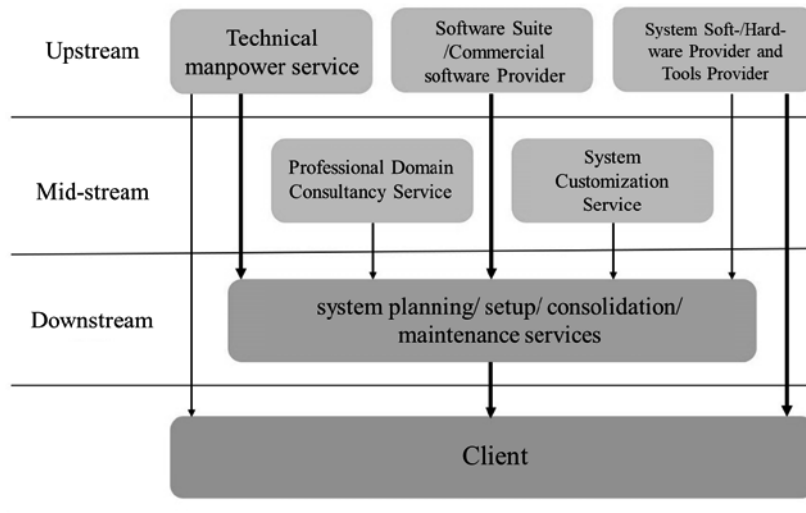 Upstream
Technical
manpower service
Software Suite
/Commercial
software Provider
System Soft-/Hard-
ware Provider and
Tools Provider
Mid-stream
Professional Domain
Consultancy Service
System
Customization
Service
Downstream
system planning/ setup/ consolidation/
maintenance services
Client